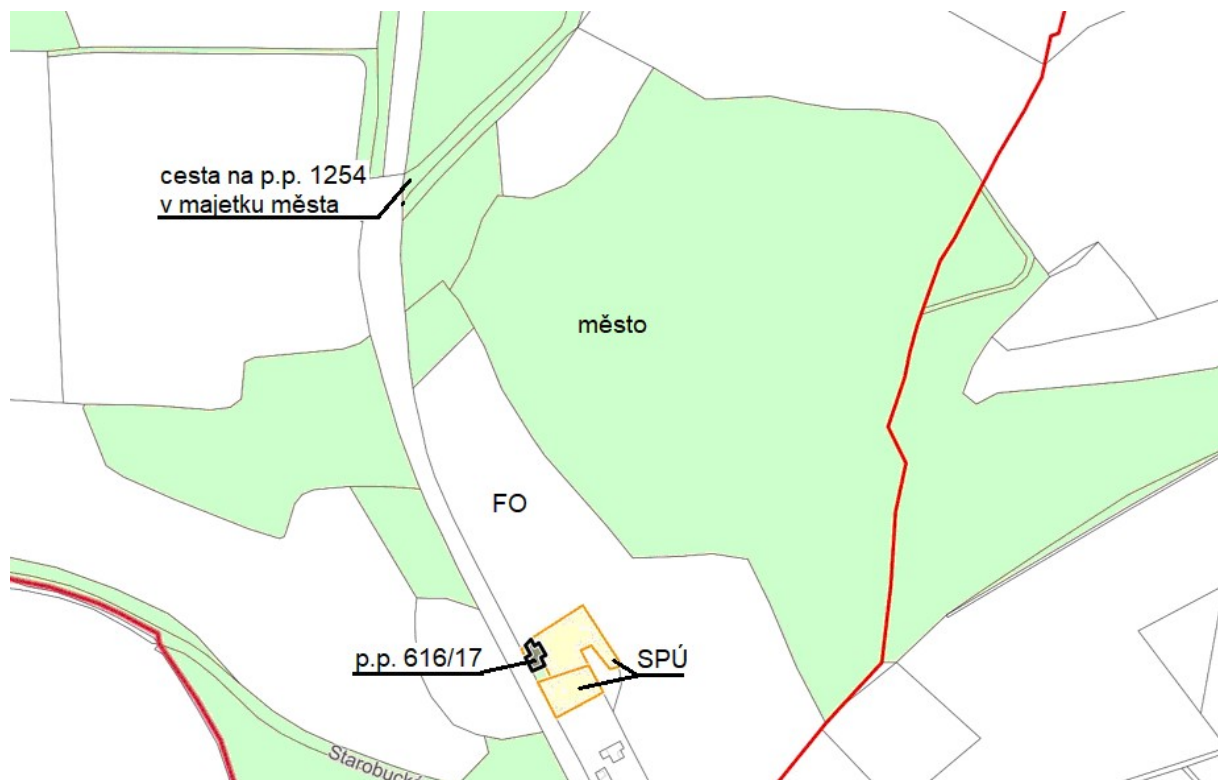 cesta na p.p. 1254
v majetku města
město
FO
p.p. 616/17
SPÚ
Starobuck